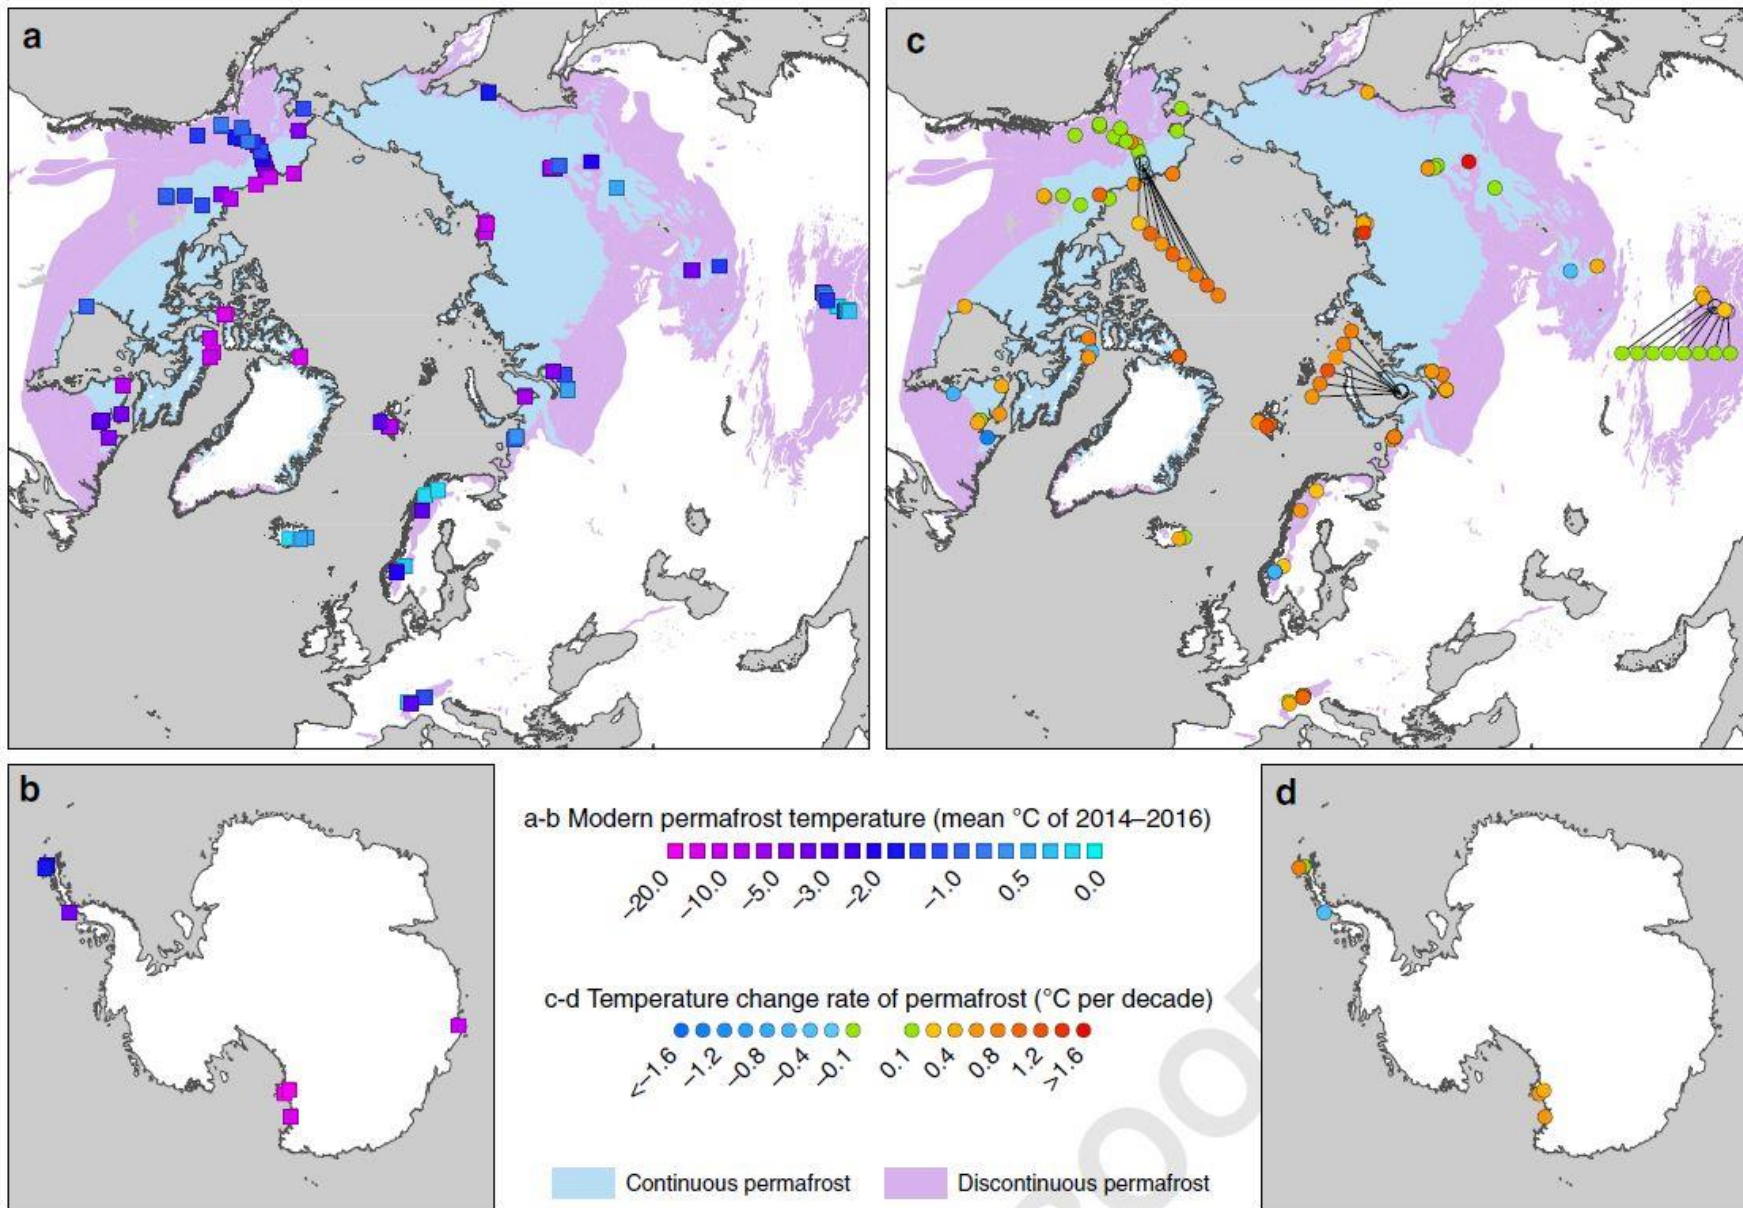 a
c
b
d
a-b Modern permafrost temperature (mean °C of 2014–2016)
–20.0
–10.0
–5.0
–3.0
–2.0
–1.0
0.5
0.0
c-d Temperature change rate of permafrost (°C per decade)
<–1.6
–1.2
–0.8
–0.4
–0.1
0.1
0.4
0.8
1.2
>1.6
Continuous permafrost
Discontinuous permafrost